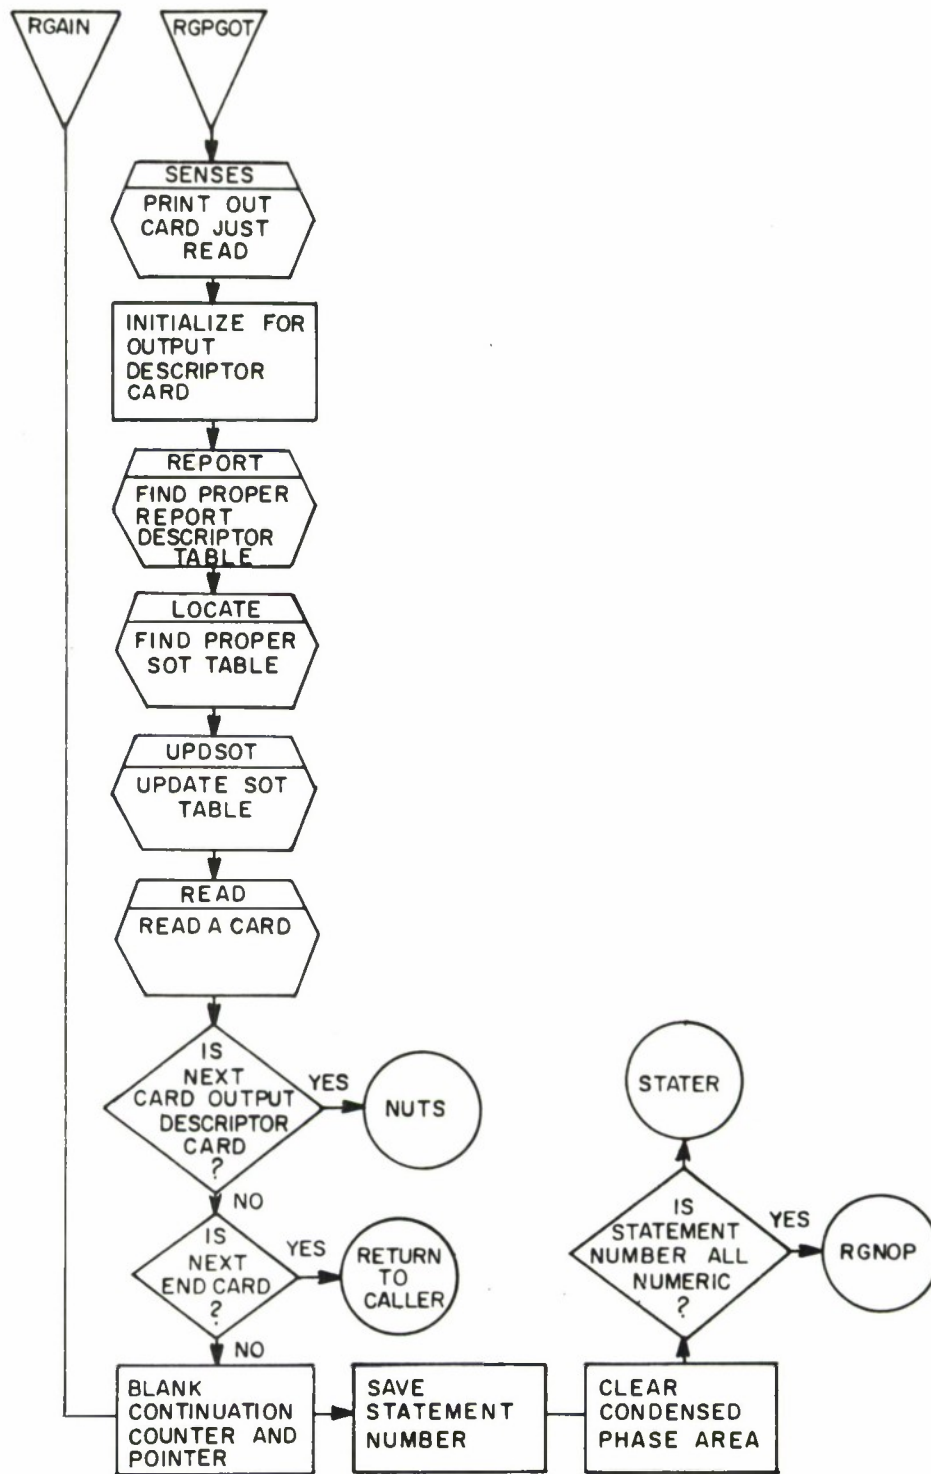 RGAIN
RGPGOT
SENSES
PRINT OUT
CARD JUST
READ
INITIALIZE FOR
OUTPUT
DESCRIPTOR
CARD
REPORT
FIND PROPER
REPORT
DESCRIPTOR
TABLE
LOCATE
FIND PROPER
SOT TABLE
UPDSOT
UPDATE SOT
TABLE
READ
READ A CARD
IS
NEXT
CARD OUTPUT
DESCRIPTOR
CARD
?
YES
NUTS
NO
IS
NEXT
END CARD
?
YES
RETURN
TO
CALLER
NO
BLANK
CONTINUATION
COUNTER AND
POINTER
SAVE
STATEMENT
NUMBER
CLEAR
CONDENSED
PHASE AREA
IS
STATEMENT
NUMBER ALL
NUMERIC
?
YES
RGNOP
STATER